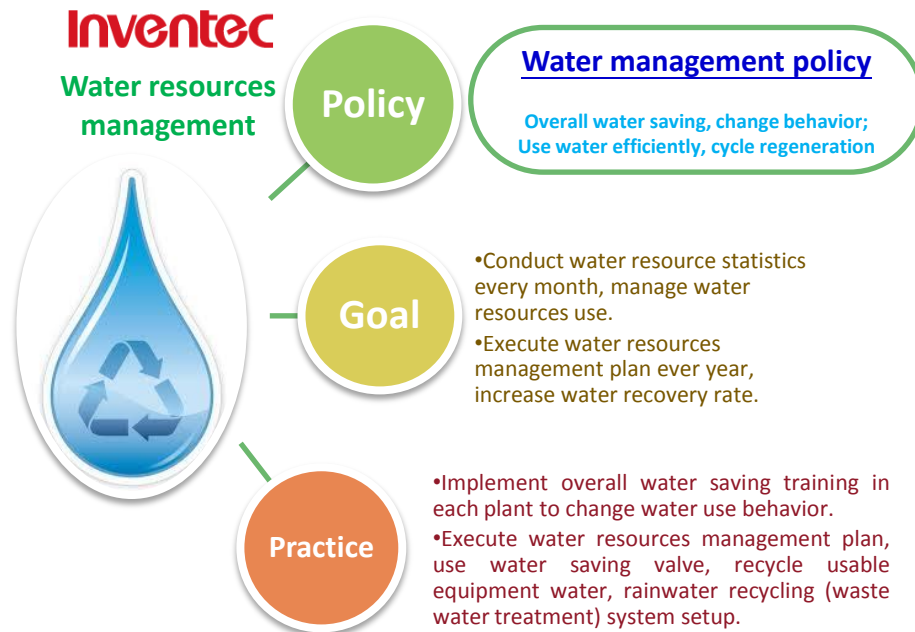 Inventec
Water resources
management
Policy
Water management policy
Overall water saving, change behavior;
Use water efficiently, cycle regeneration
Goal
•Conduct water resource statistics
every month, manage water
resources use.
•Execute water resources
management plan ever year,
increase water recovery rate.
Practice
•Implement overall water saving training in
each plant to change water use behavior.
•Execute water resources management plan,
use water saving valve, recycle usable
equipment water, rainwater recycling (waste
water treatment) system setup.